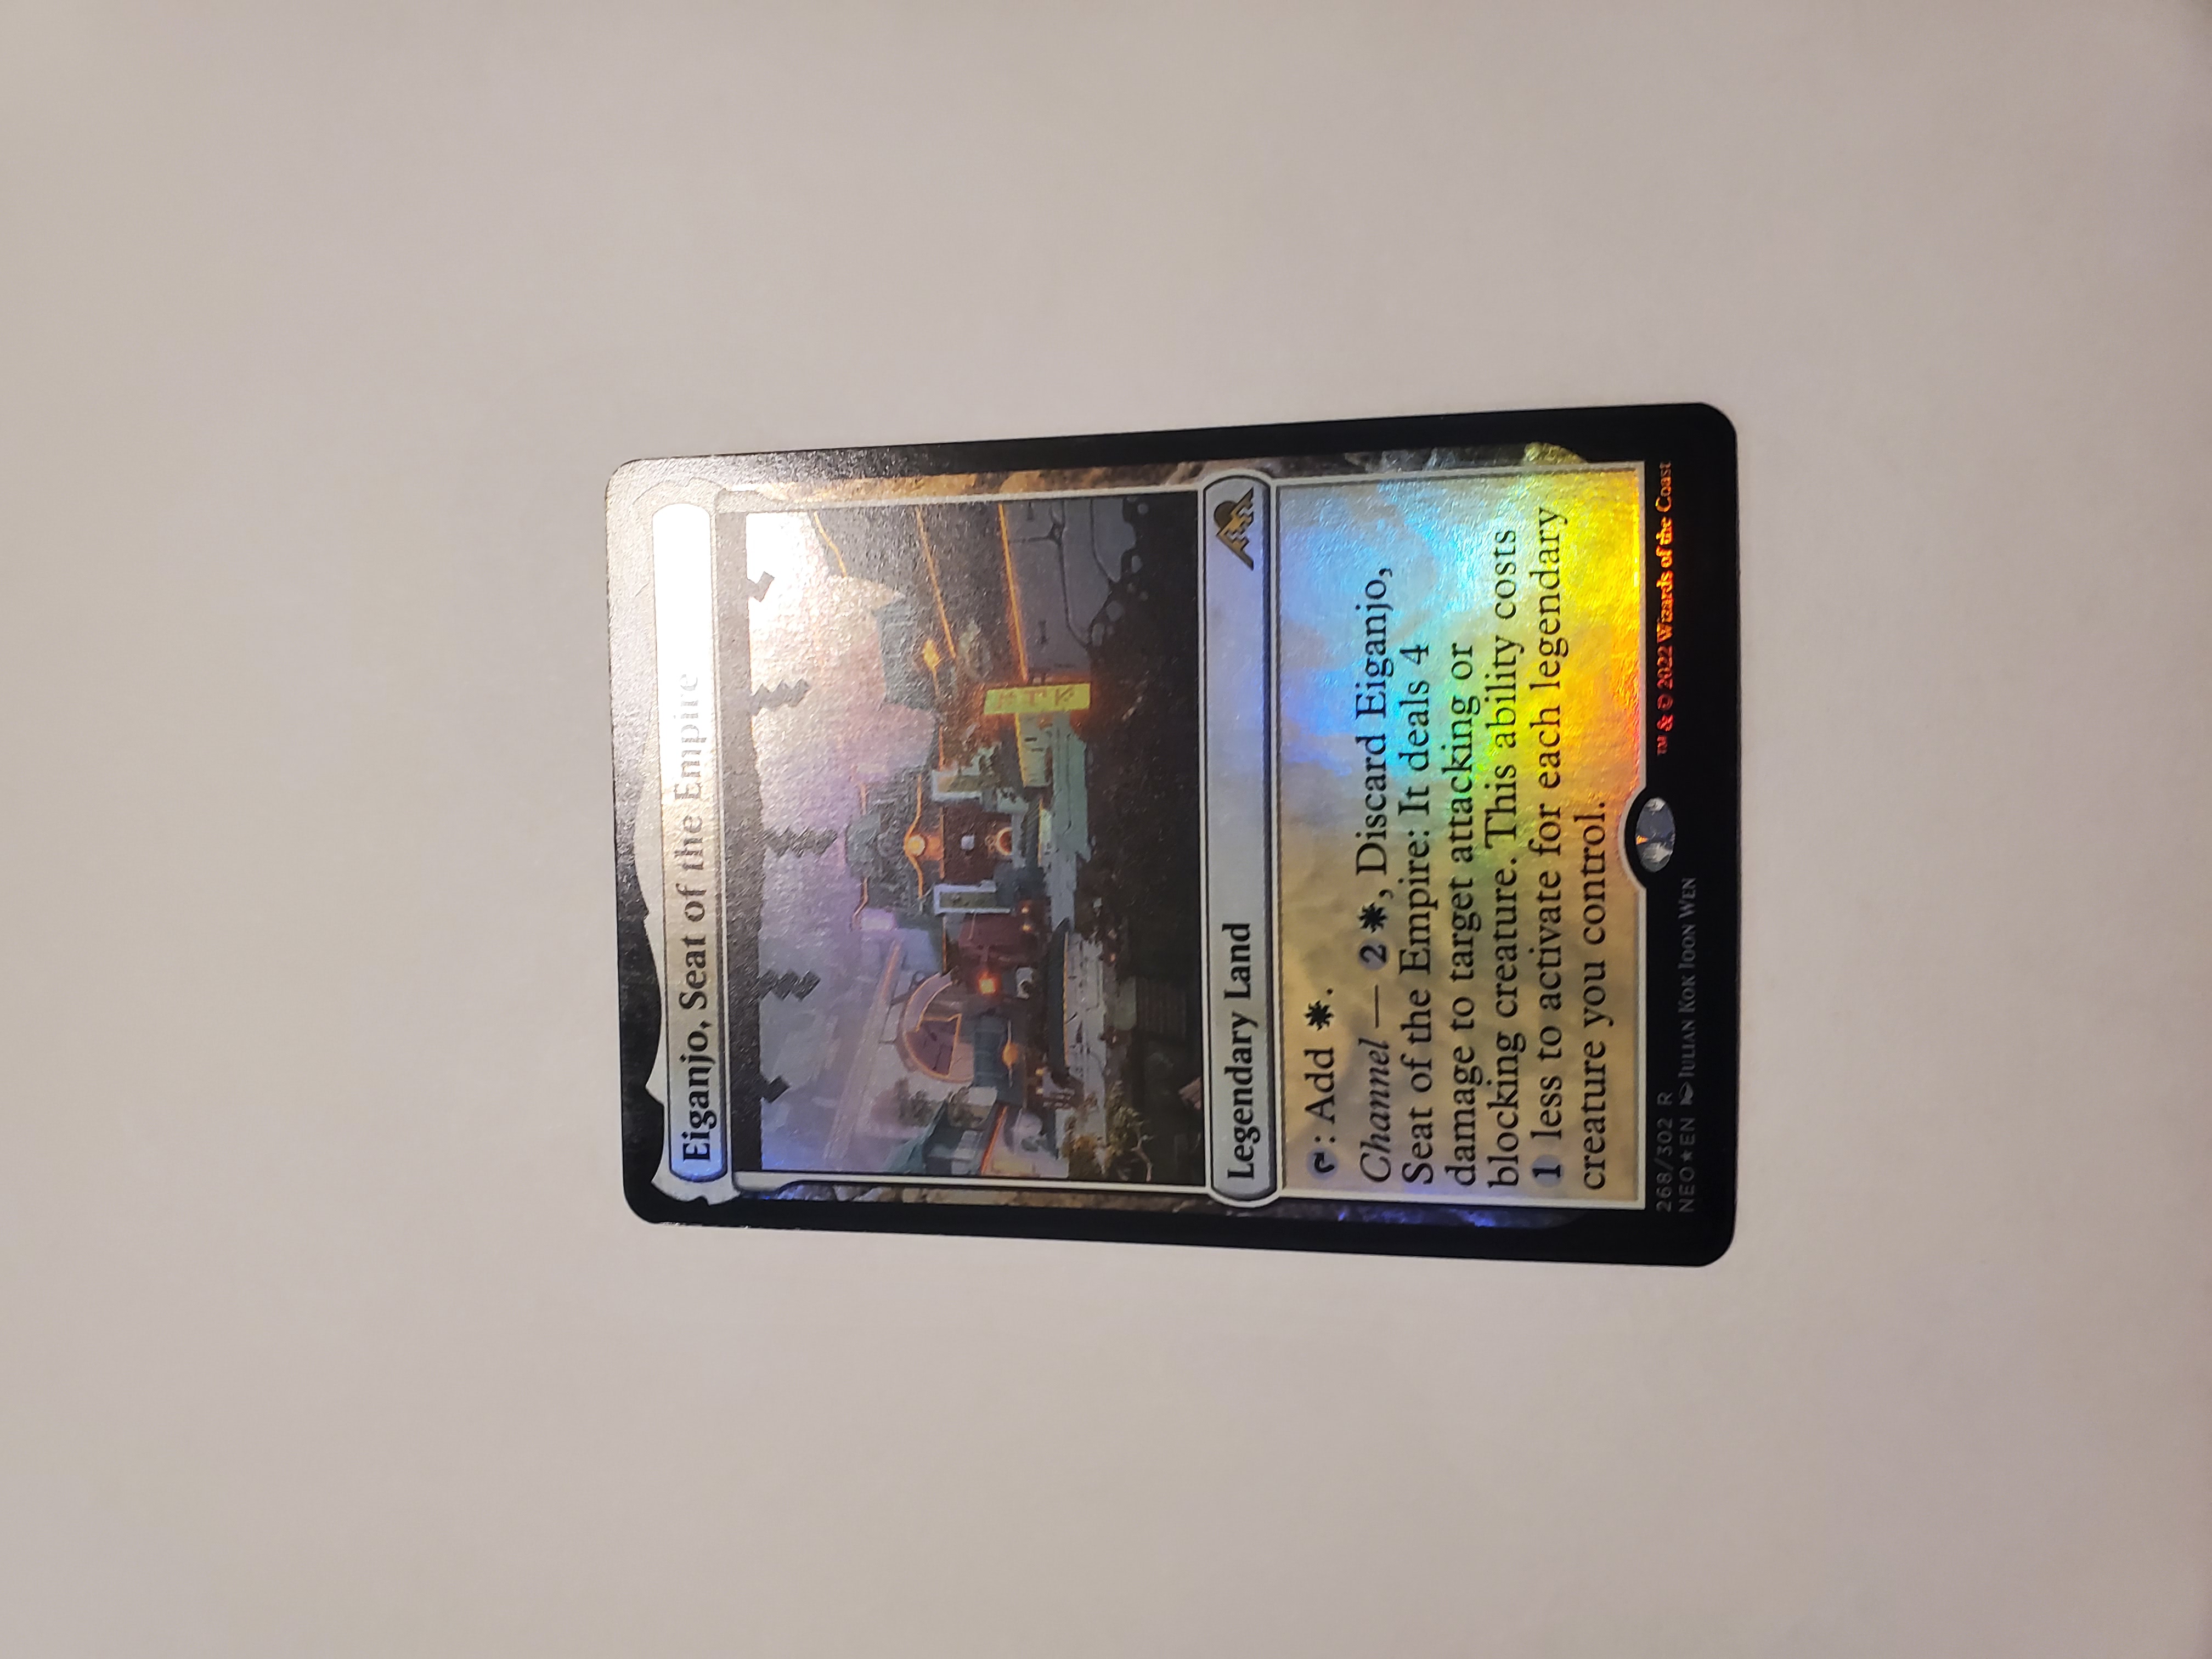 Eiganjo, Seat of the Empire
Legendary Land
: Add .
Channel — 2, Discard Eiganjo,
Seat of the Empire: It deals 4
damage to target attacking or
blocking creature. This ability costs
1 less to activate for each legendary
creature you control.
268/302 R
™ & © 2022 Wizards of the Coast
NEO★EN Julian Kok Joon Wen